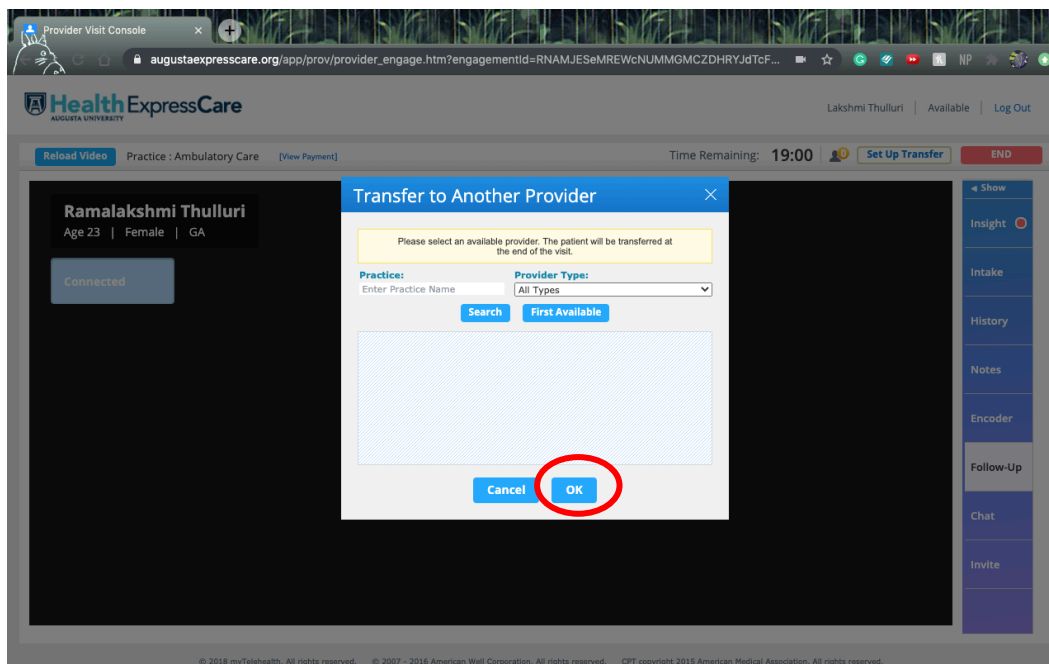 Provider Visit Console
augustaexpresscare.org/app/prov/provider_engage.htm?engagementId=RNAMJESeMREWcNUMMGMCZDHRYJdTcF...
NP
Health ExpressCare
AUGUSTA UNIVERSITY
Lakshmi Thulluri | Available | Log Out
Reload Video Practice : Ambulatory Care [View Payment] Time Remaining: 19:00 0 Set Up Transfer END
Ramalakshmi Thulluri
Age 23 | Female | GA
Connected
Transfer to Another Provider
Please select an available provider. The patient will be transferred at
the end of the visit.
Practice: Provider Type:
Enter Practice Name All Types
Search First Available
Cancel OK
Show
Insight
Intake
History
Notes
Encoder
Follow-Up
Chat
Invite
© 2018 myTelehealth. All rights reserved. © 2007 - 2016 American Well Corporation. All rights reserved. CPT copyright 2015 American Medical Association. All rights reserved.